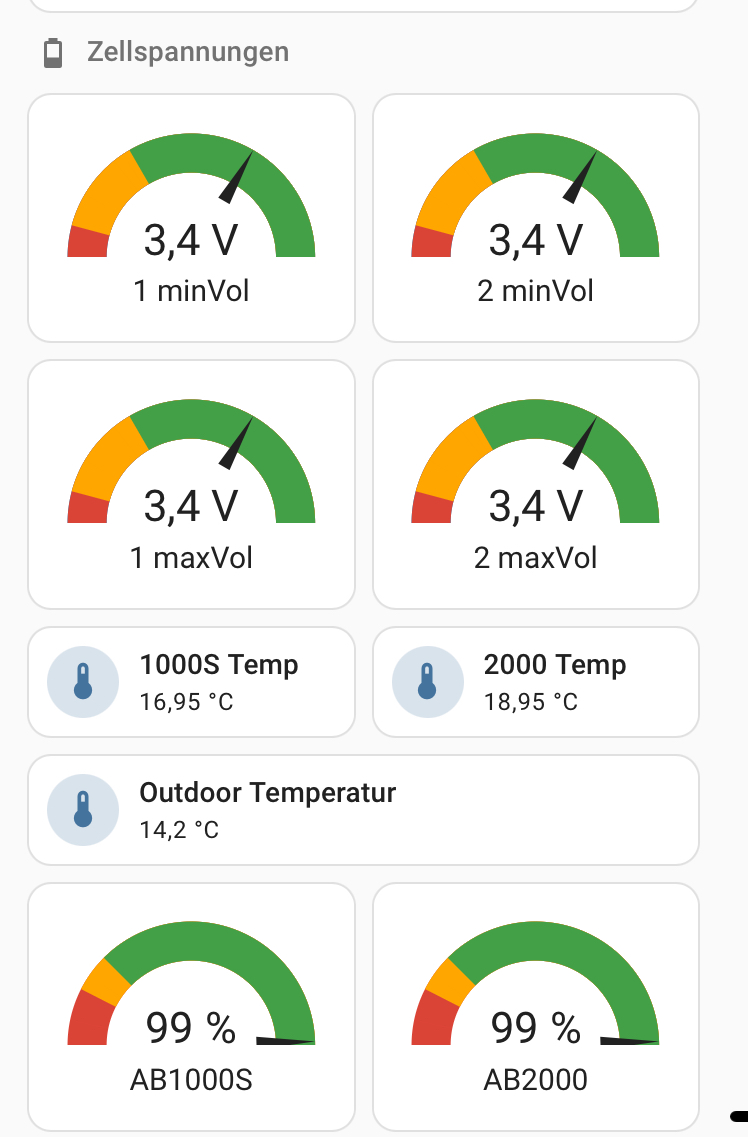 Zellspannungen
3,4 V
1 minVol
3,4 V
2 minVol
3,4 V
1 maxVol
3,4 V
2 maxVol
1000S Temp
16,95 °C
2000 Temp
18,95 °C
Outdoor Temperatur
14,2 °C
99 %
AB1000S
99 %
AB2000